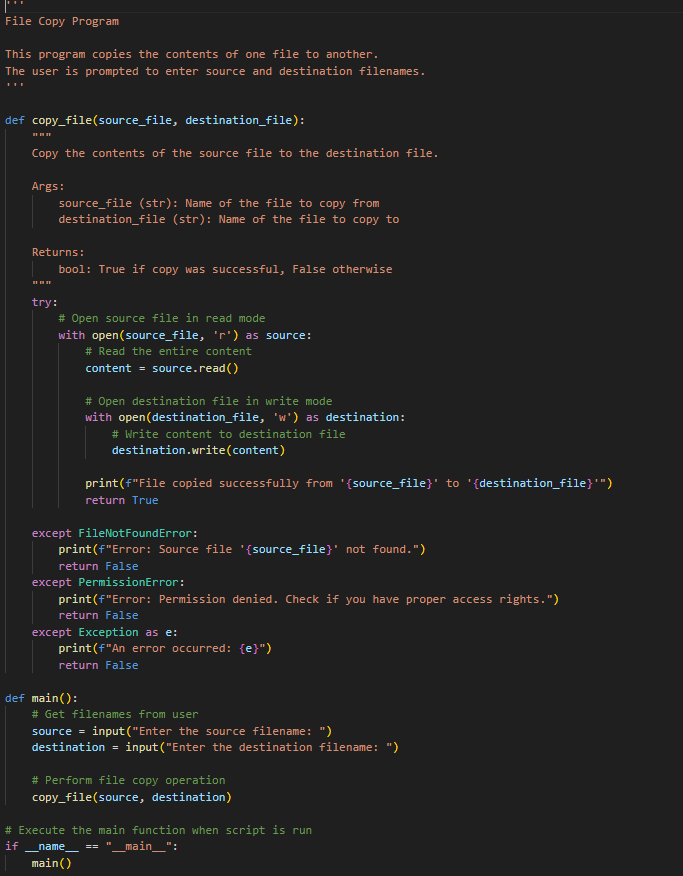 '''
File Copy Program

This program copies the contents of one file to another.
The user is prompted to enter source and destination filenames.
'''

def copy_file(source_file, destination_file):
    """
    Copy the contents of the source file to the destination file.

    Args:
        source_file (str): Name of the file to copy from
        destination_file (str): Name of the file to copy to

    Returns:
        bool: True if copy was successful, False otherwise
    """
    try:
        # Open source file in read mode
        with open(source_file, 'r') as source:
            # Read the entire content
            content = source.read()

            # Open destination file in write mode
            with open(destination_file, 'w') as destination:
                # Write content to destination file
                destination.write(content)

            print(f"File copied successfully from '{source_file}' to '{destination_file}'")
            return True

    except FileNotFoundError:
        print(f"Error: Source file '{source_file}' not found.")
        return False
    except PermissionError:
        print(f"Error: Permission denied. Check if you have proper access rights.")
        return False
    except Exception as e:
        print(f"An error occurred: {e}")
        return False

def main():
    # Get filenames from user
    source = input("Enter the source filename: ")
    destination = input("Enter the destination filename: ")

    # Perform file copy operation
    copy_file(source, destination)

# Execute the main function when script is run
if __name__ == "__main__":
    main()